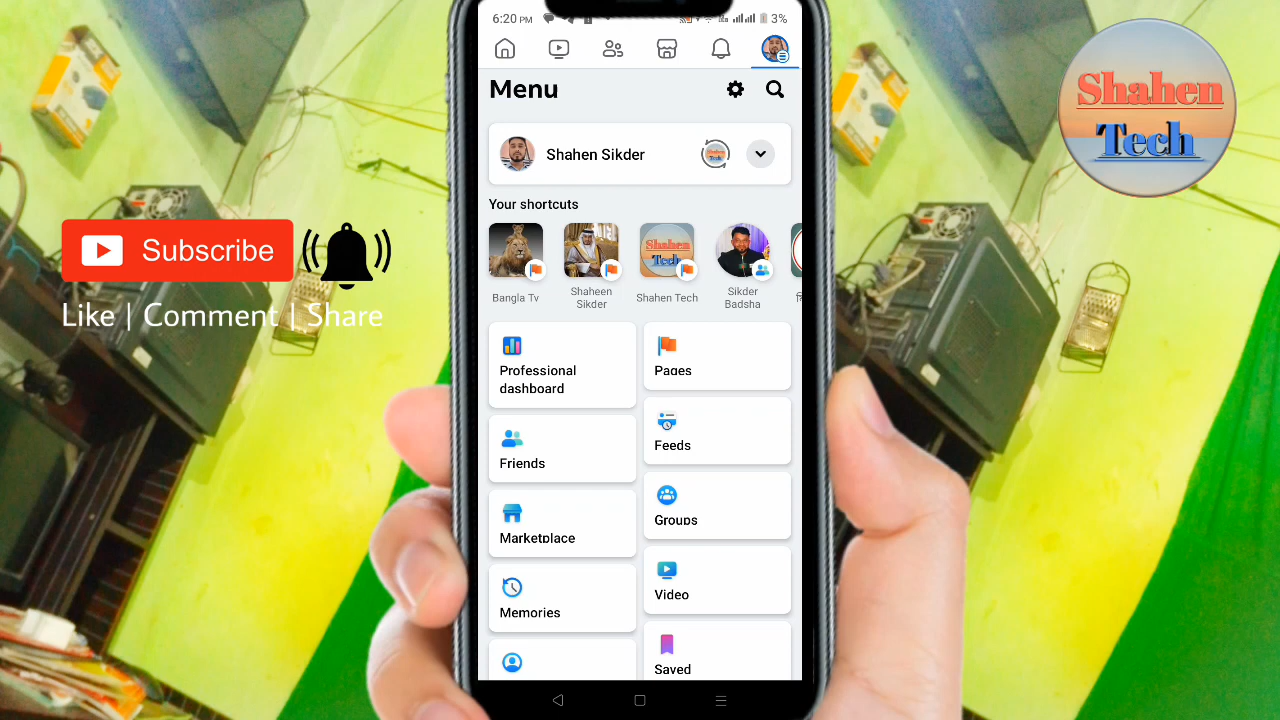 6:20 PM
3%
Menu
Shahen Sikder
Your shortcuts
Bangla Tv
Shaheen
Sikder
Shahen Tech
Sikder
Badsha
Professional
dashboard
Pages
Feeds
Friends
Groups
Marketplace
Video
Memories
Saved
Subscribe
Like | Comment | Share
Shahen
Tech